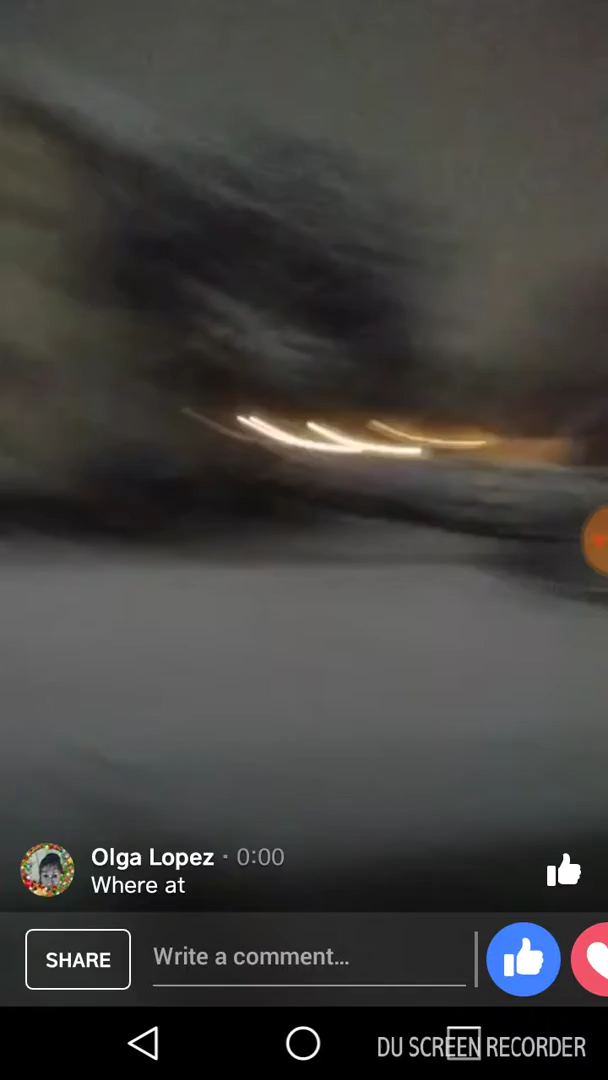 Olga Lopez · 0:00
Where at
SHARE
Write a comment...
DU SCREEN RECORDER